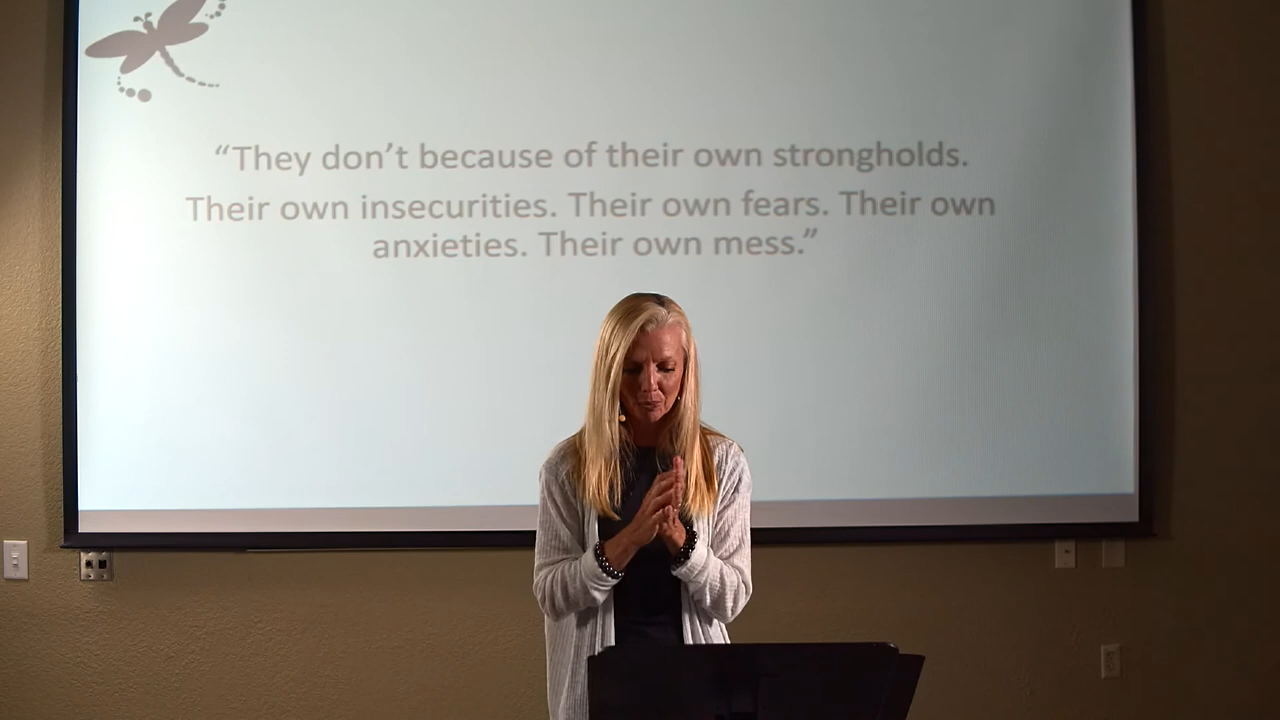 “They don’t because of their own strongholds.
Their own insecurities. Their own fears. Their own
anxieties. Their own mess.”